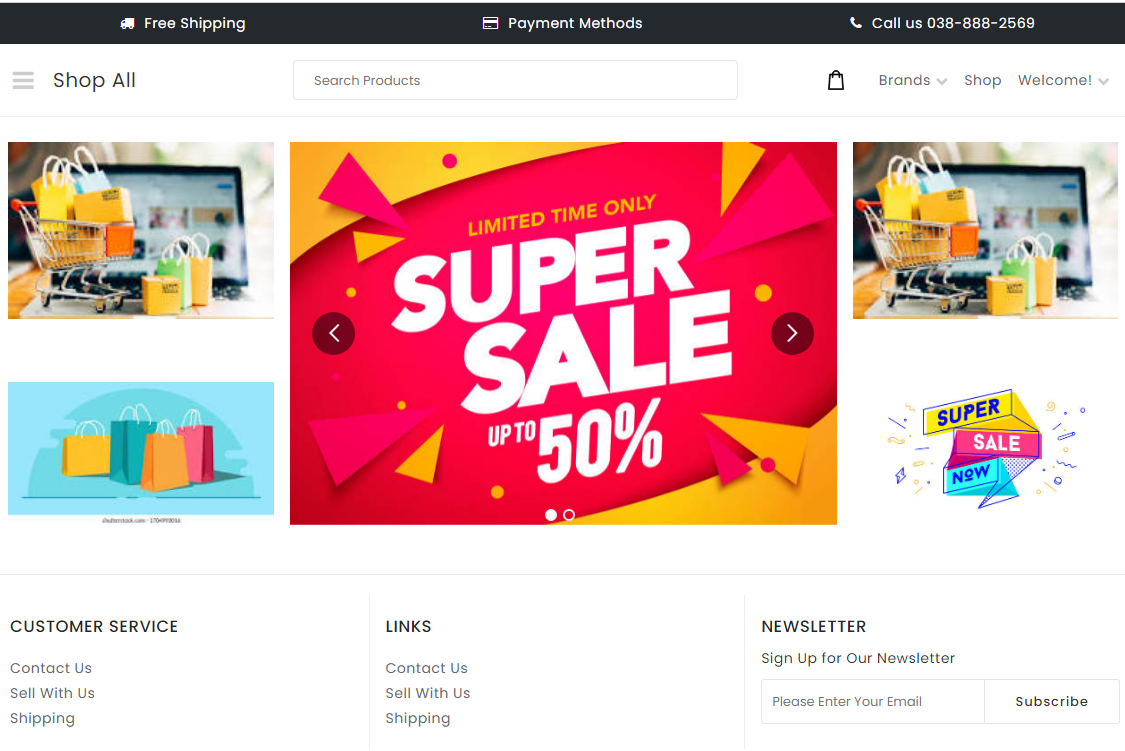 Free Shipping
Payment Methods
Call us 038-888-2569
Shop All
Search Products
Brands
Shop
Welcome!
LIMITED TIME ONLY
SUPER
SALE
UP TO 50%
SUPER
SALE
NOW
CUSTOMER SERVICE
Contact Us
Sell With Us
Shipping
LINKS
Contact Us
Sell With Us
Shipping
NEWSLETTER
Sign Up for Our Newsletter
Please Enter Your Email
Subscribe